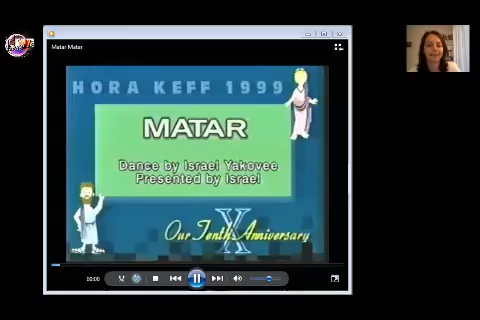 Matar Matar
HORA KEFF 1999
MATAR
Dance by Israel Yakovee
Presented by Israel
X
Our Tenth Anniversary
00:00